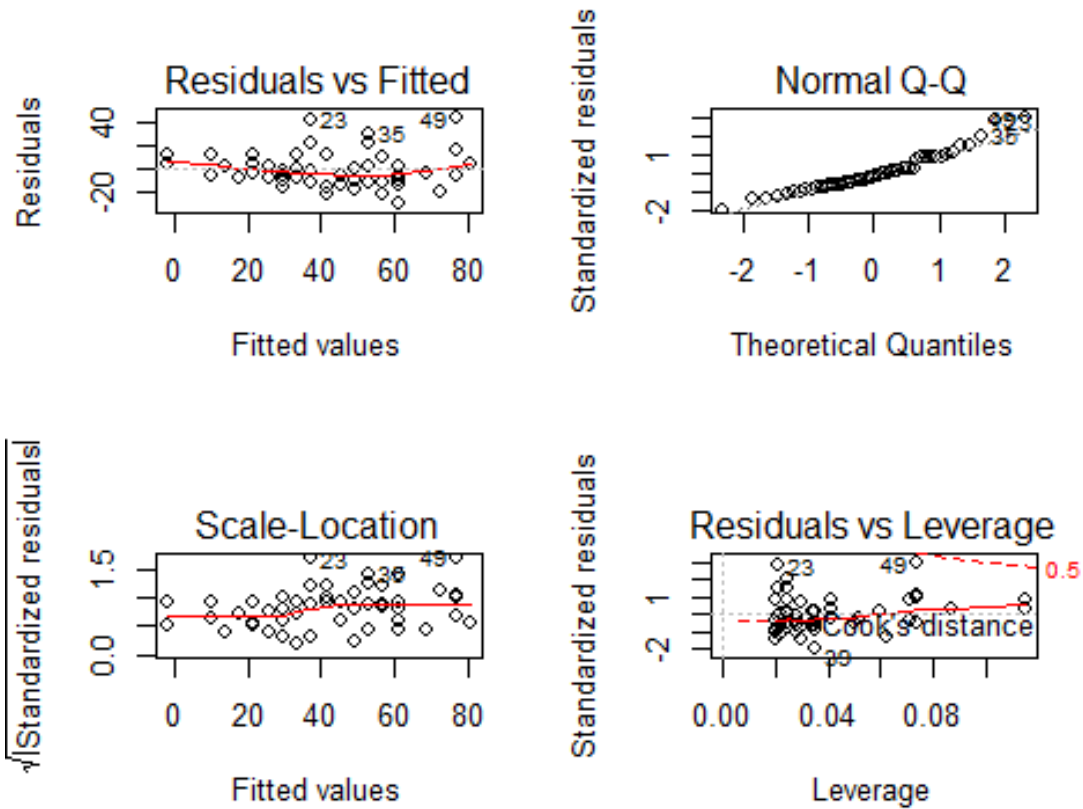 Residuals vs Fitted
Residuals
40
-20
23
35
49
0 20 40 60 80
Fitted values
Normal Q-Q
Standardized residuals
1
-2
23
35
-2 -1 0 1 2
Theoretical Quantiles
Scale-Location
√|Standardized residuals|
1.5
0.0
23
49
0 20 40 60 80
Fitted values
Residuals vs Leverage
Standardized residuals
1
-2
23
49
0.5
Cook's distance
39
0.00 0.04 0.08
Leverage